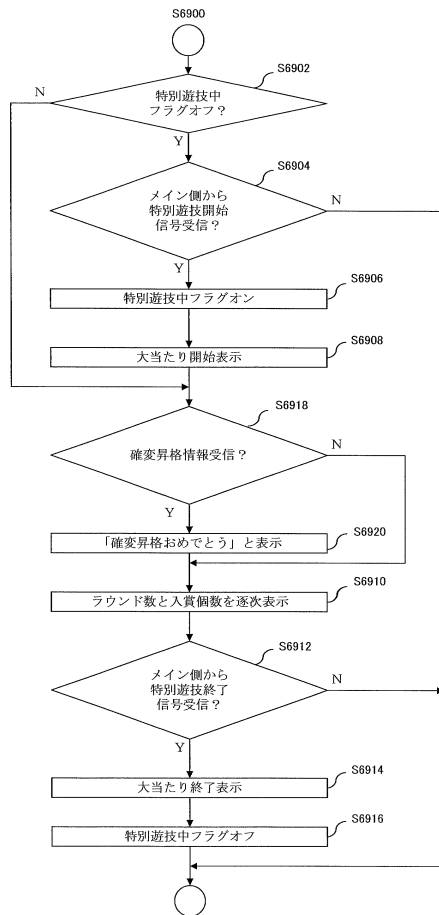 S6900
S6902
特別遊技中
フラグオフ？
N
Y
S6904
メイン側から
特別遊技開始
信号受信？
N
Y
S6906
特別遊技中フラグオン
S6908
大当たり開始表示
S6918
確変昇格情報受信？
N
Y
S6920
「確変昇格おめでとう」と表示
S6910
ラウンド数と入賞個数を逐次表示
S6912
メイン側から
特別遊技終了
信号受信？
N
Y
S6914
大当たり終了表示
S6916
特別遊技中フラグオフ